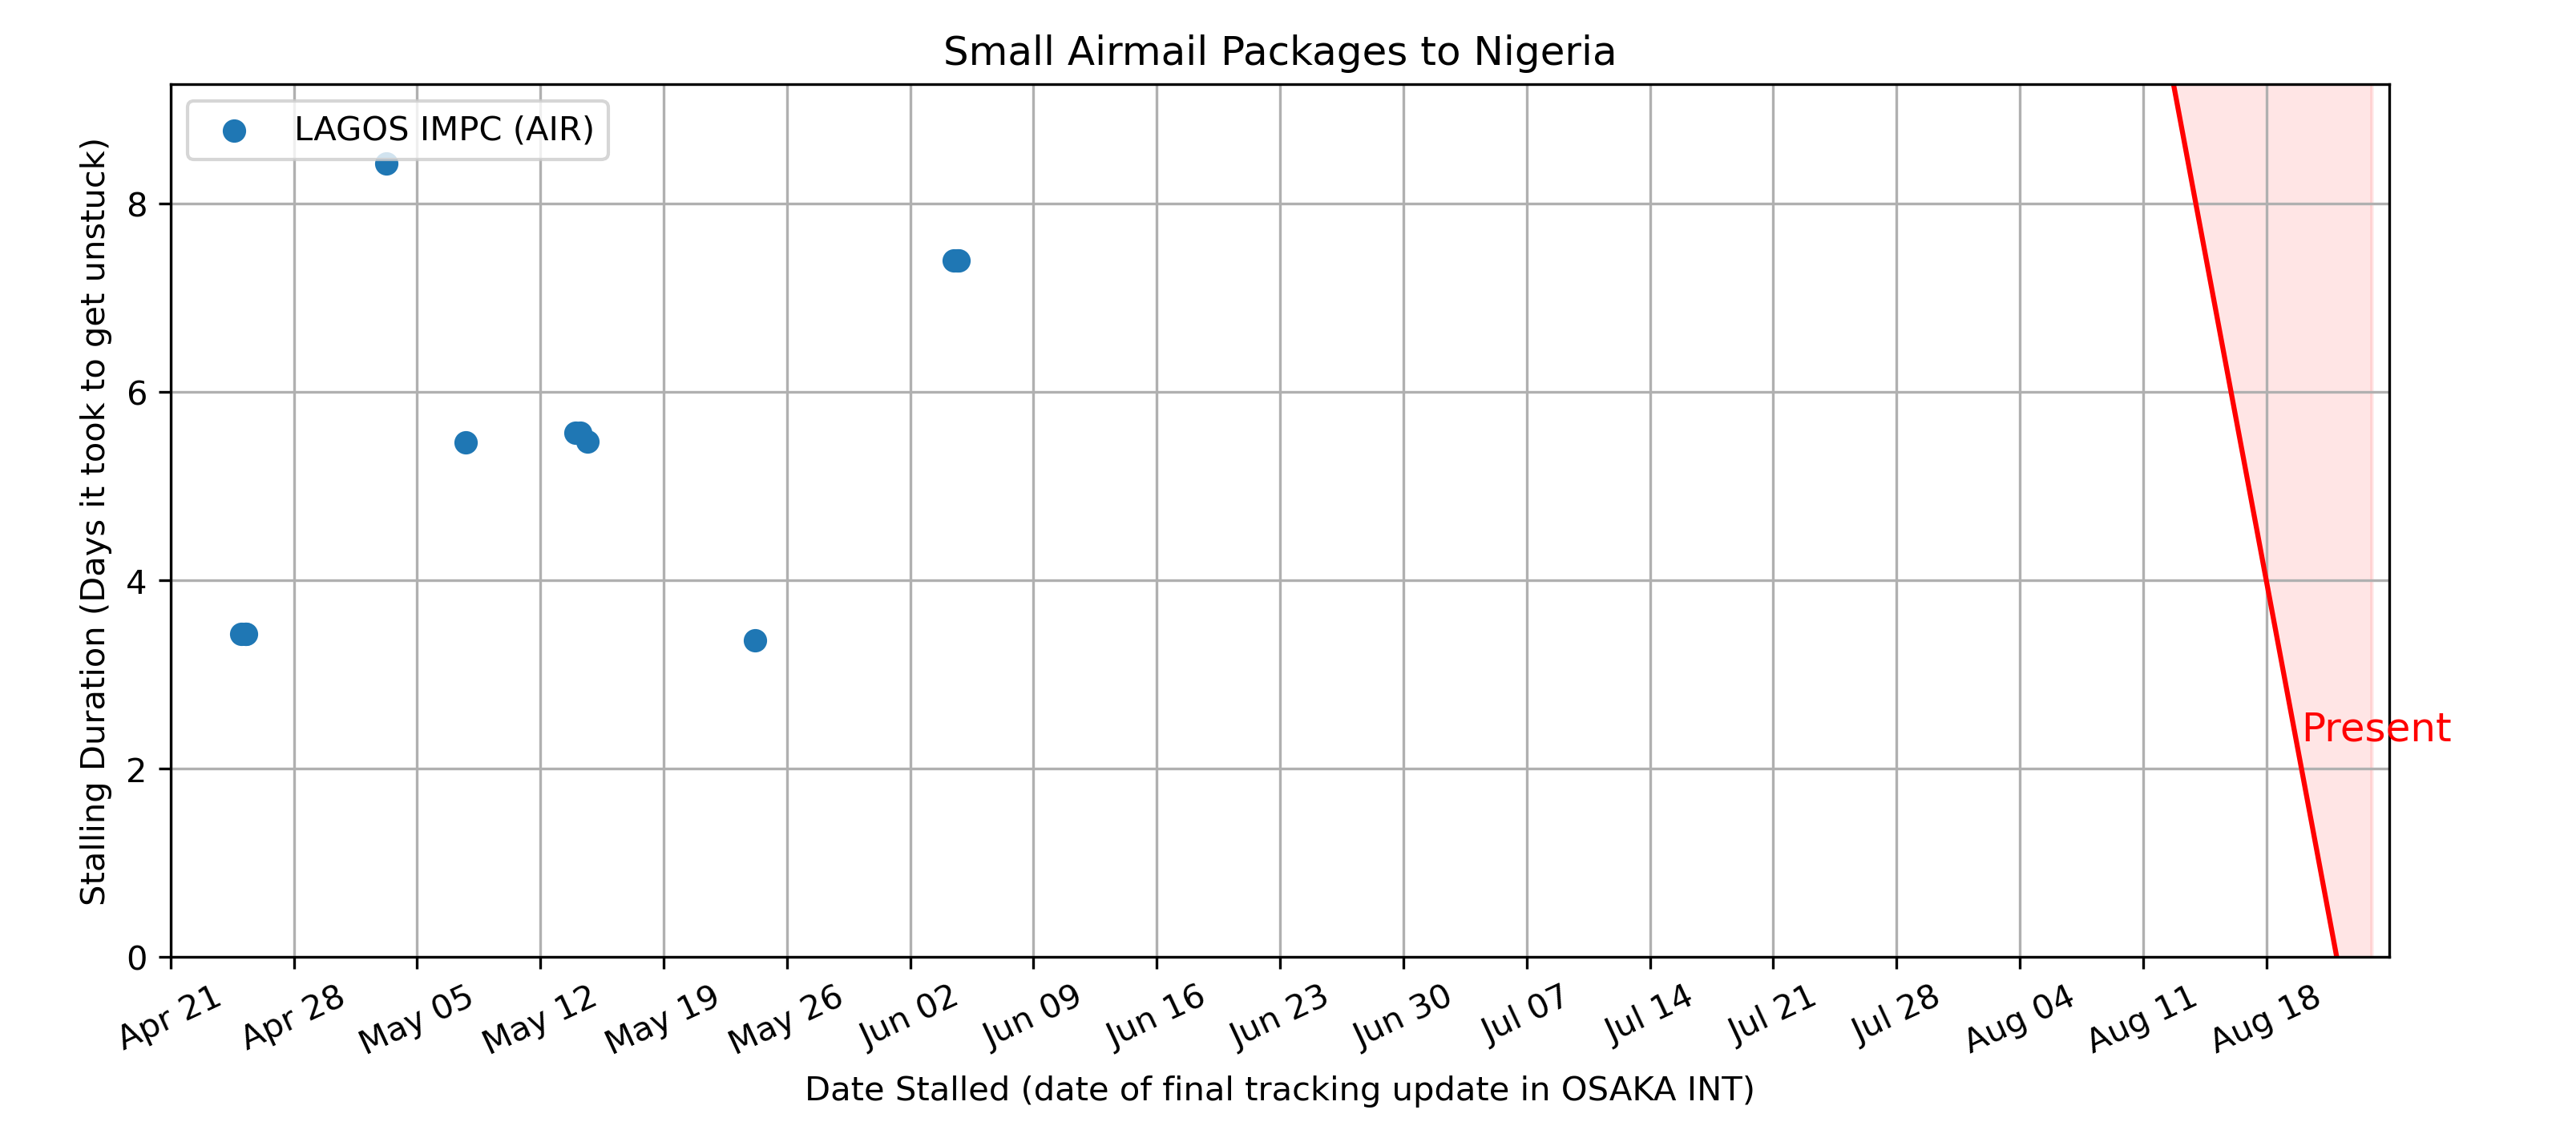 Small Airmail Packages to Nigeria
LAGOS IMPC (AIR)
Stalling Duration (Days it took to get unstuck)
8
6
4
2
0
Present
Apr 21
Apr 28
May 05
May 12
May 19
May 26
Jun 02
Jun 09
Jun 16
Jun 23
Jun 30
Jul 07
Jul 14
Jul 21
Jul 28
Aug 04
Aug 11
Aug 18
Date Stalled (date of final tracking update in OSAKA INT)